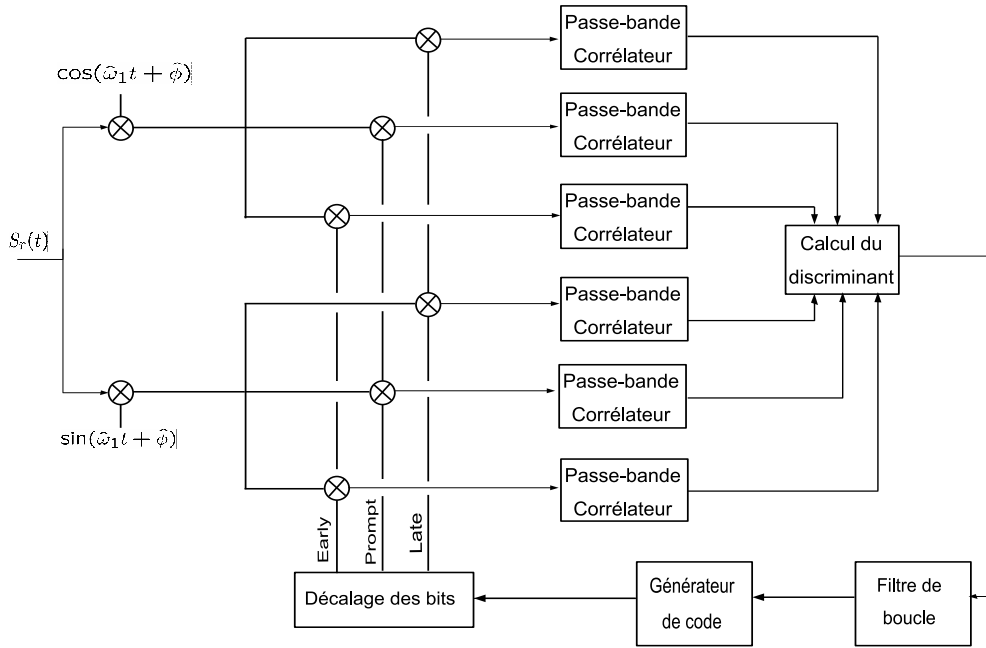 Passe-bande
Corrélateur
cos(ω̂₁t + φ̂)
Passe-bande
Corrélateur
Passe-bande
Corrélateur
Sᵣ(t)
Calcul du
discriminant
Passe-bande
Corrélateur
Passe-bande
Corrélateur
sin(ω̂₁t + φ̂)
Passe-bande
Corrélateur
Early
Prompt
Late
Décalage des bits
Générateur
de code
Filtre de
boucle